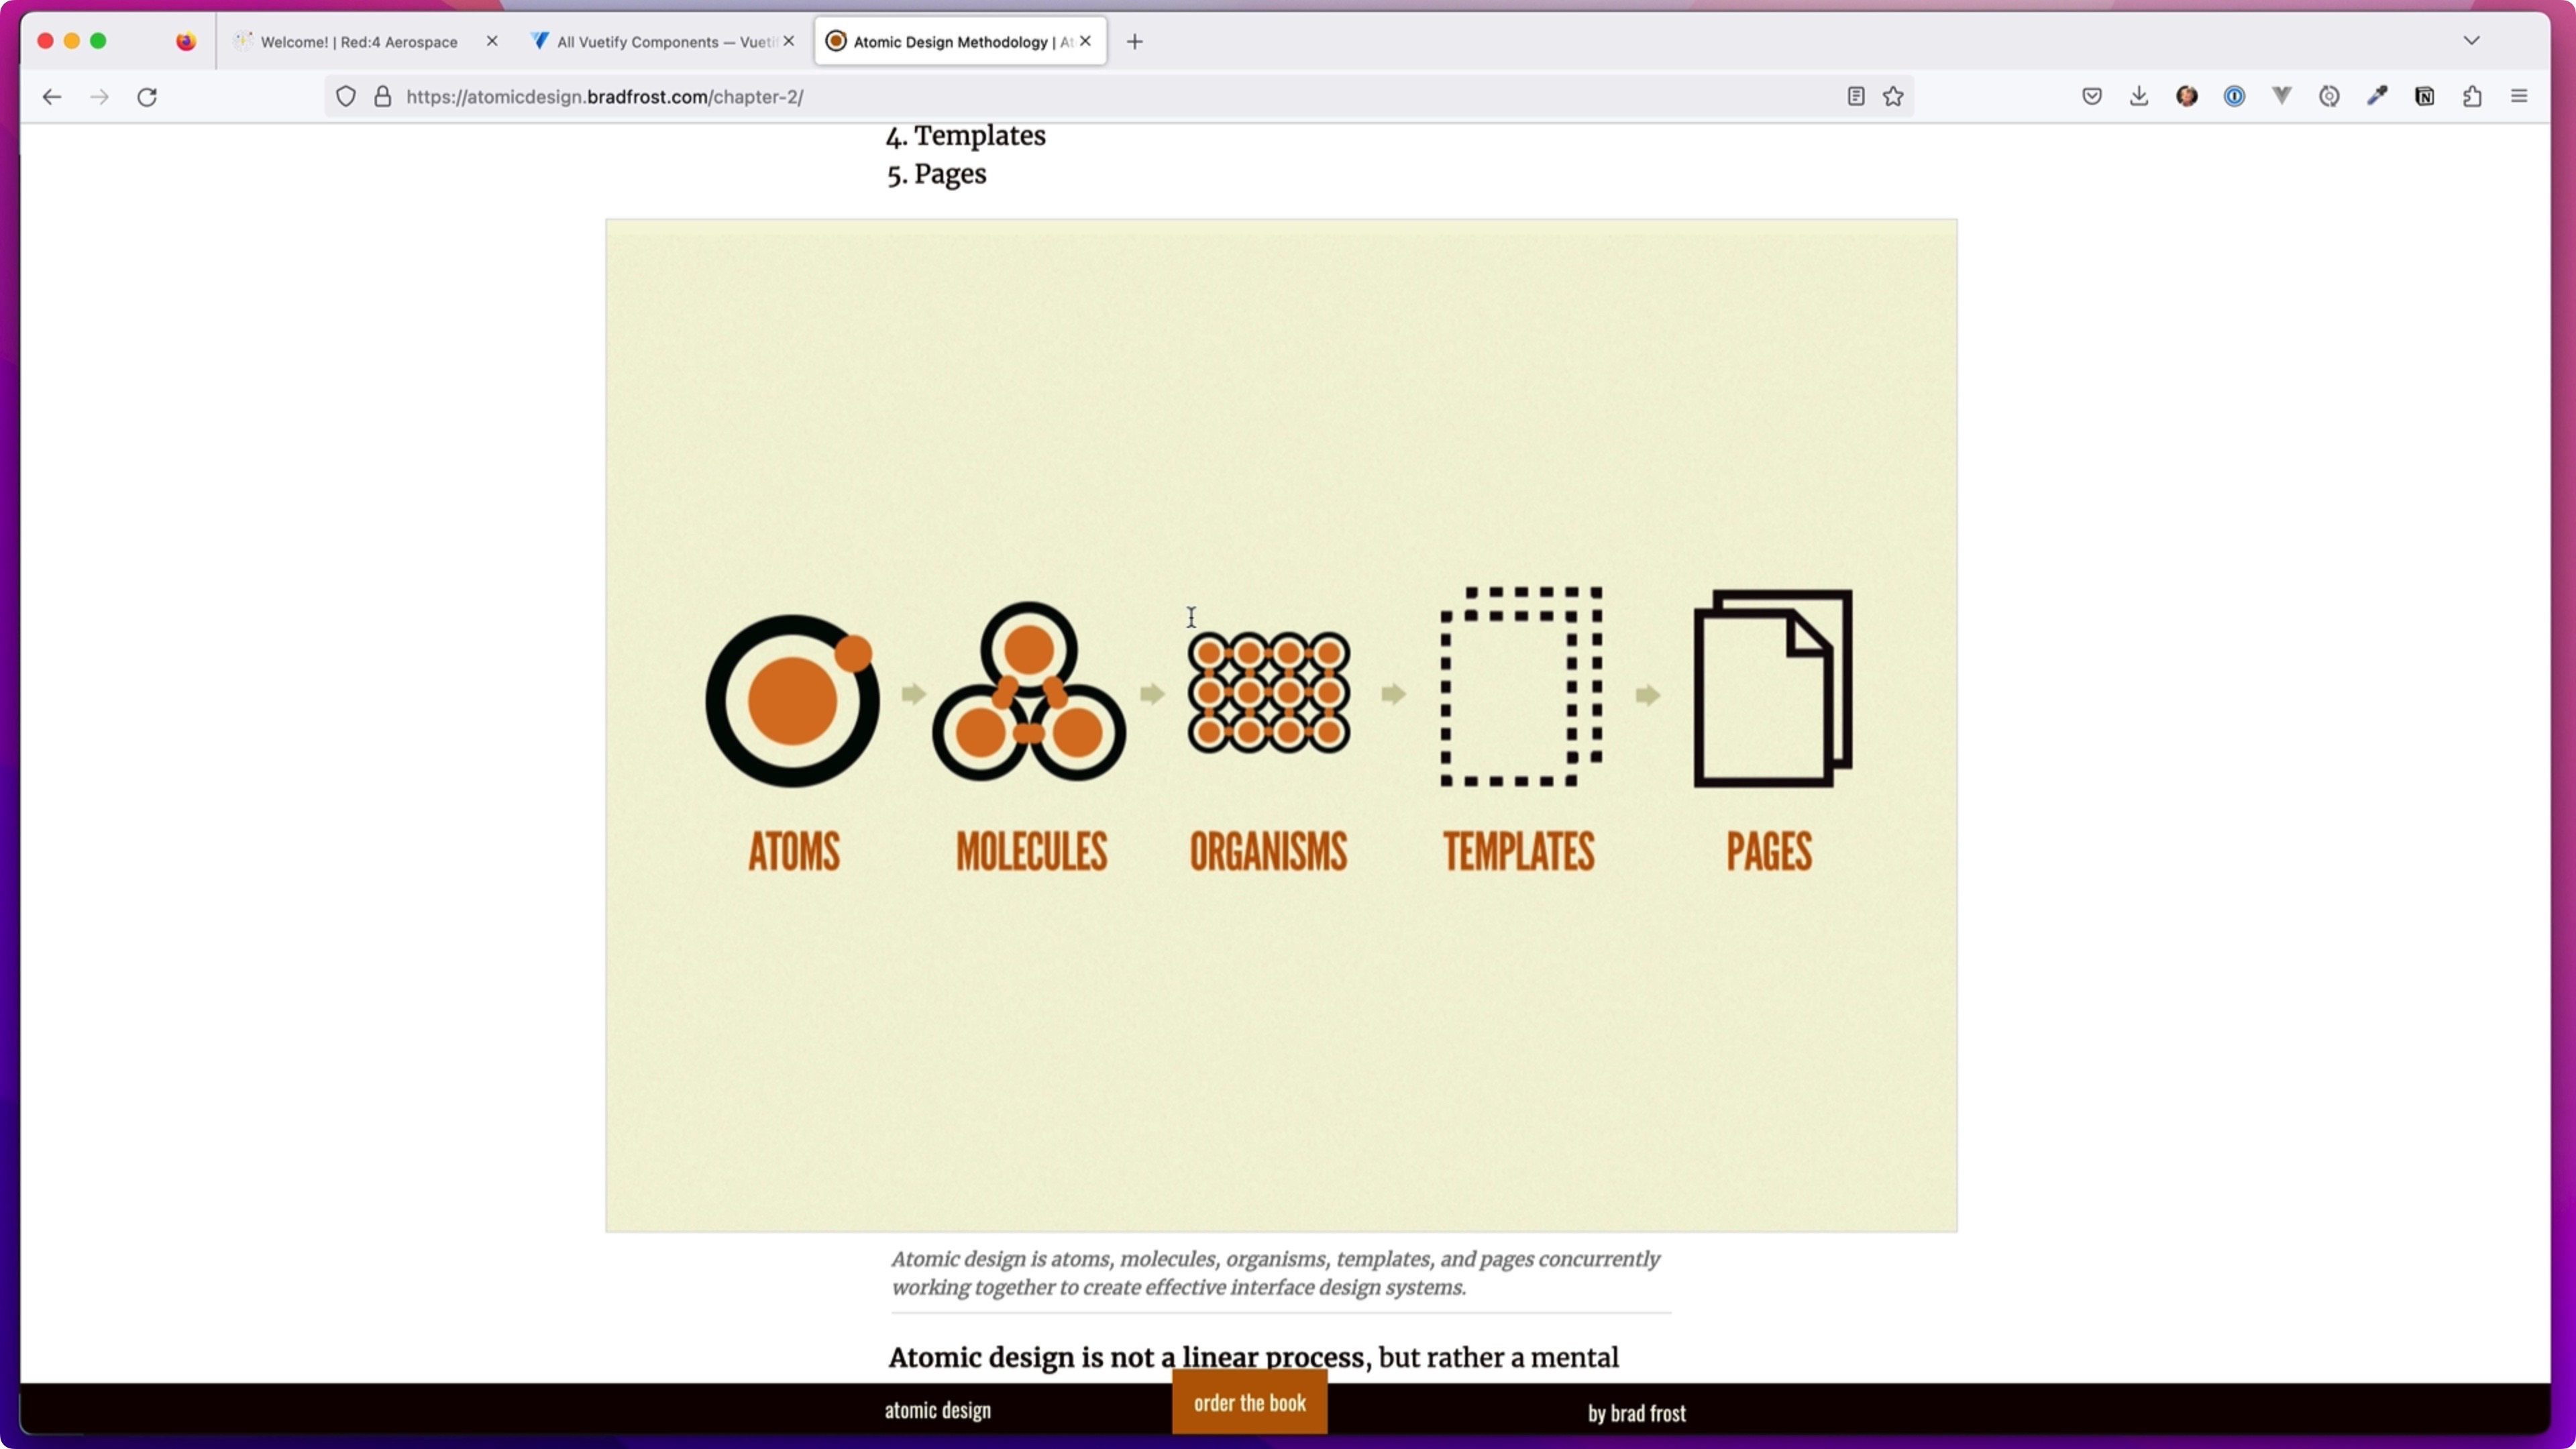 Welcome! | Red:4 Aerospace
All Vuetify Components — Vueti
Atomic Design Methodology | At
https://atomicdesign.bradfrost.com/chapter-2/
4. Templates
5. Pages
ATOMS
MOLECULES
ORGANISMS
TEMPLATES
PAGES
Atomic design is atoms, molecules, organisms, templates, and pages concurrently
working together to create effective interface design systems.
Atomic design is not a linear process, but rather a mental
atomic design
order the book
by brad frost